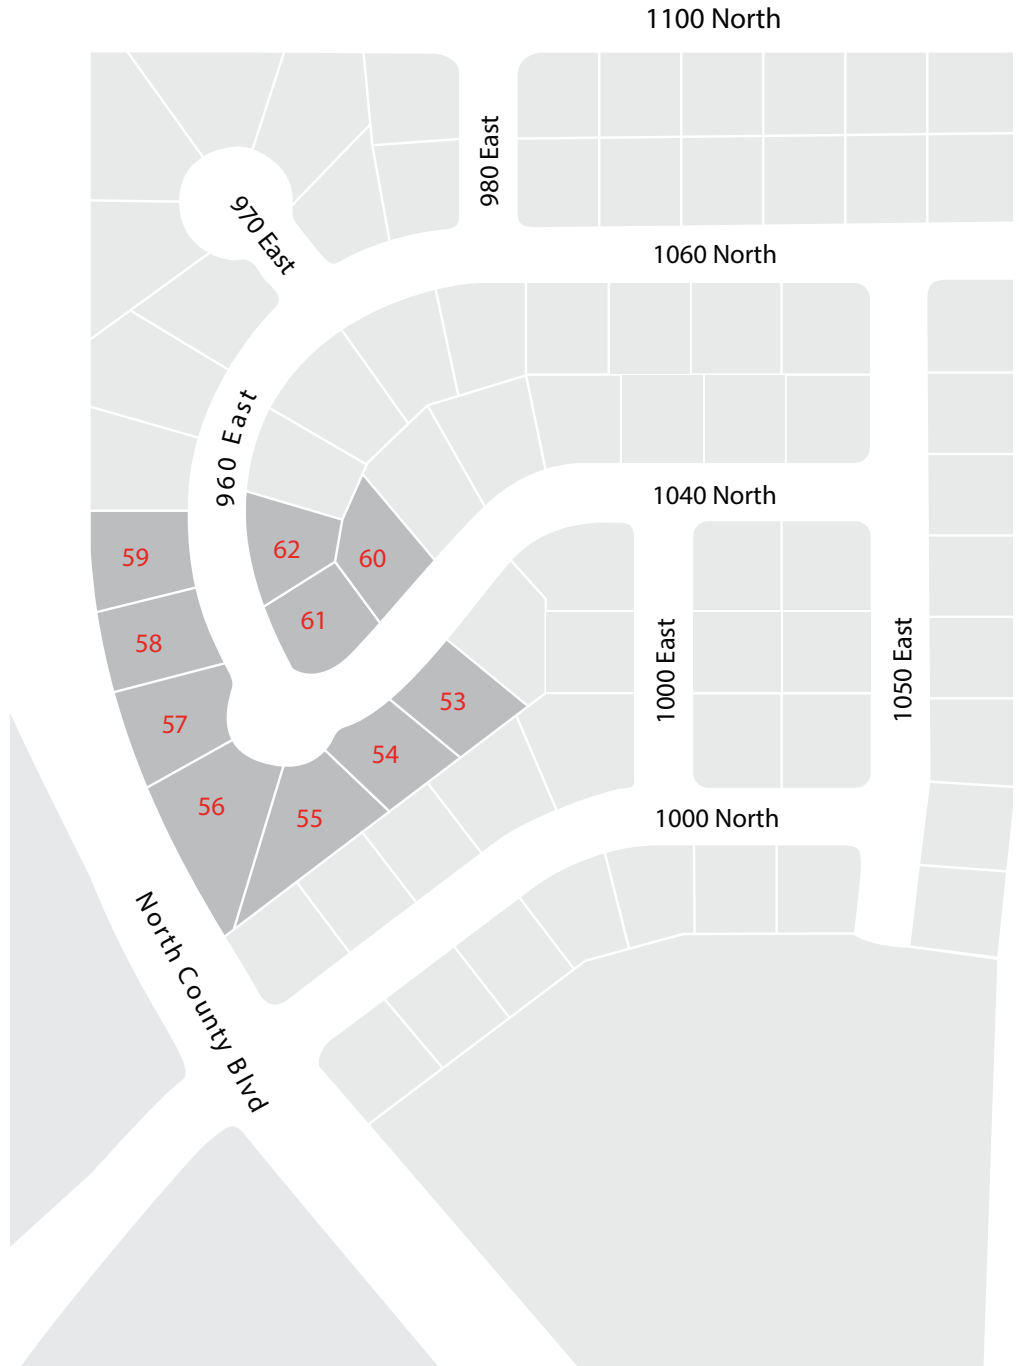 1100 North
980 East
970 East
1060 North
960 East
1040 North
59
62
60
61
58
53
1000 East
1050 East
57
54
56
55
1000 North
North County Blvd